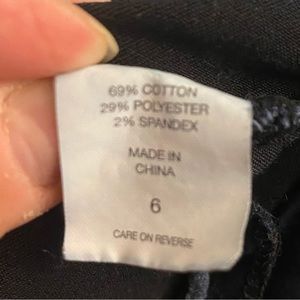 69% COTTON
29% POLYESTER
2% SPANDEX
MADE IN
CHINA
6
CARE ON REVERSE